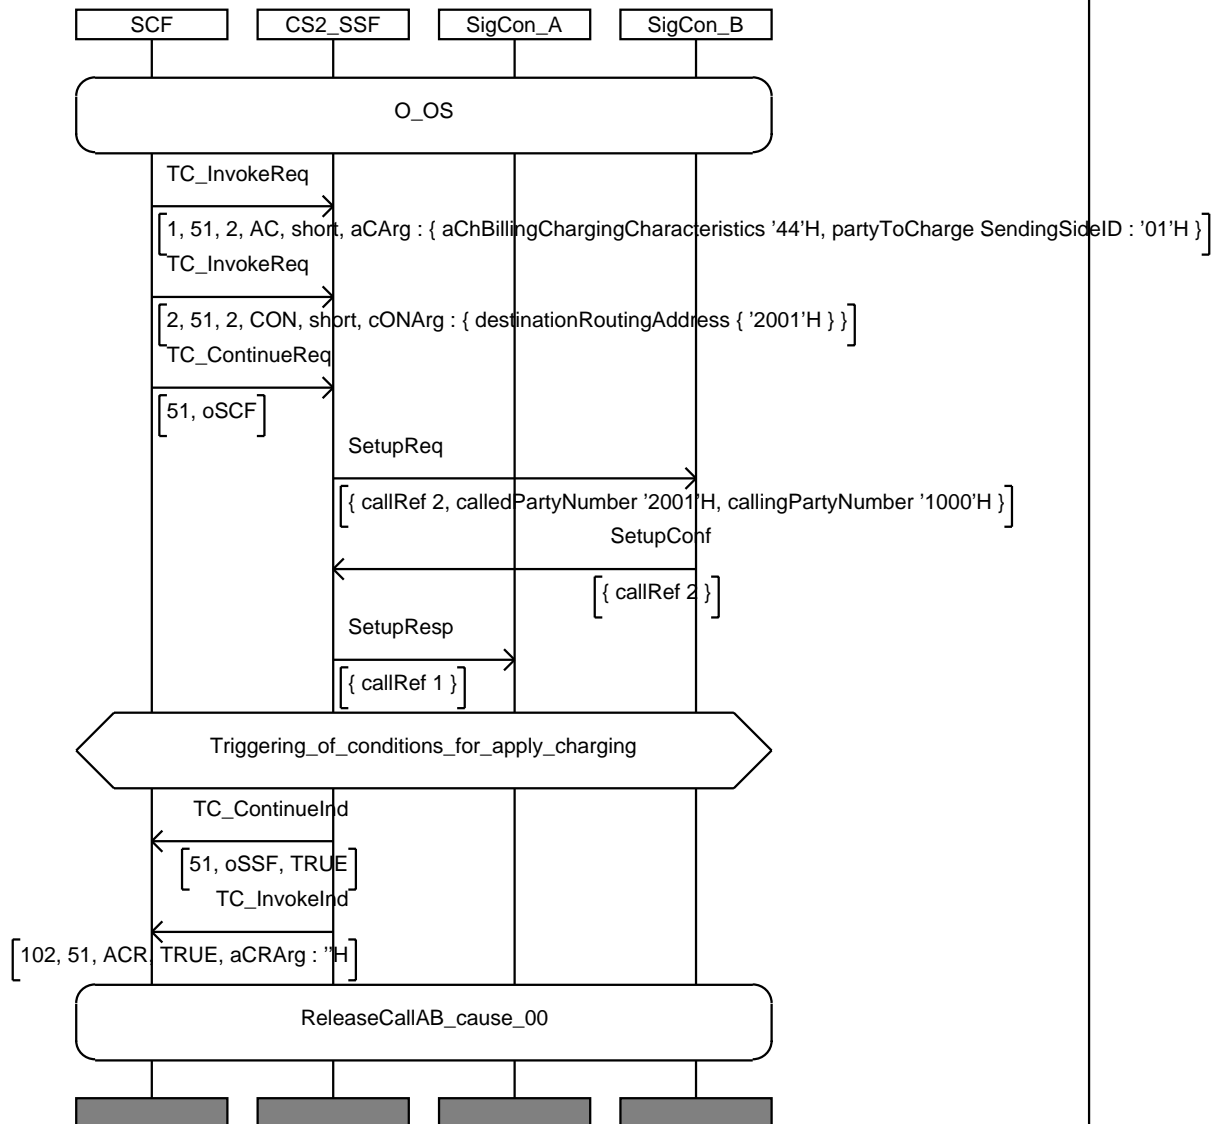 SCF CS2_SSF SigCon_A SigCon_B
O_OS
TC_InvokeReq
1, 51, 2, AC, short, aCArg : { aChBillingChargingCharacteristics '44'H, partyToCharge SendingSideID : '01'H }
TC_InvokeReq
2, 51, 2, CON, short, cONArg : { destinationRoutingAddress { '2001'H } }
TC_ContinueReq
51, oSCF
SetupReq
{ callRef 2, calledPartyNumber '2001'H, callingPartyNumber '1000'H }
SetupConf
{ callRef 2 }
SetupResp
{ callRef 1 }
Triggering_of_conditions_for_apply_charging
TC_ContinueInd
51, oSSF, TRUE
TC_InvokeInd
102, 51, ACR, TRUE, aCRArg : ''H
ReleaseCallAB_cause_00